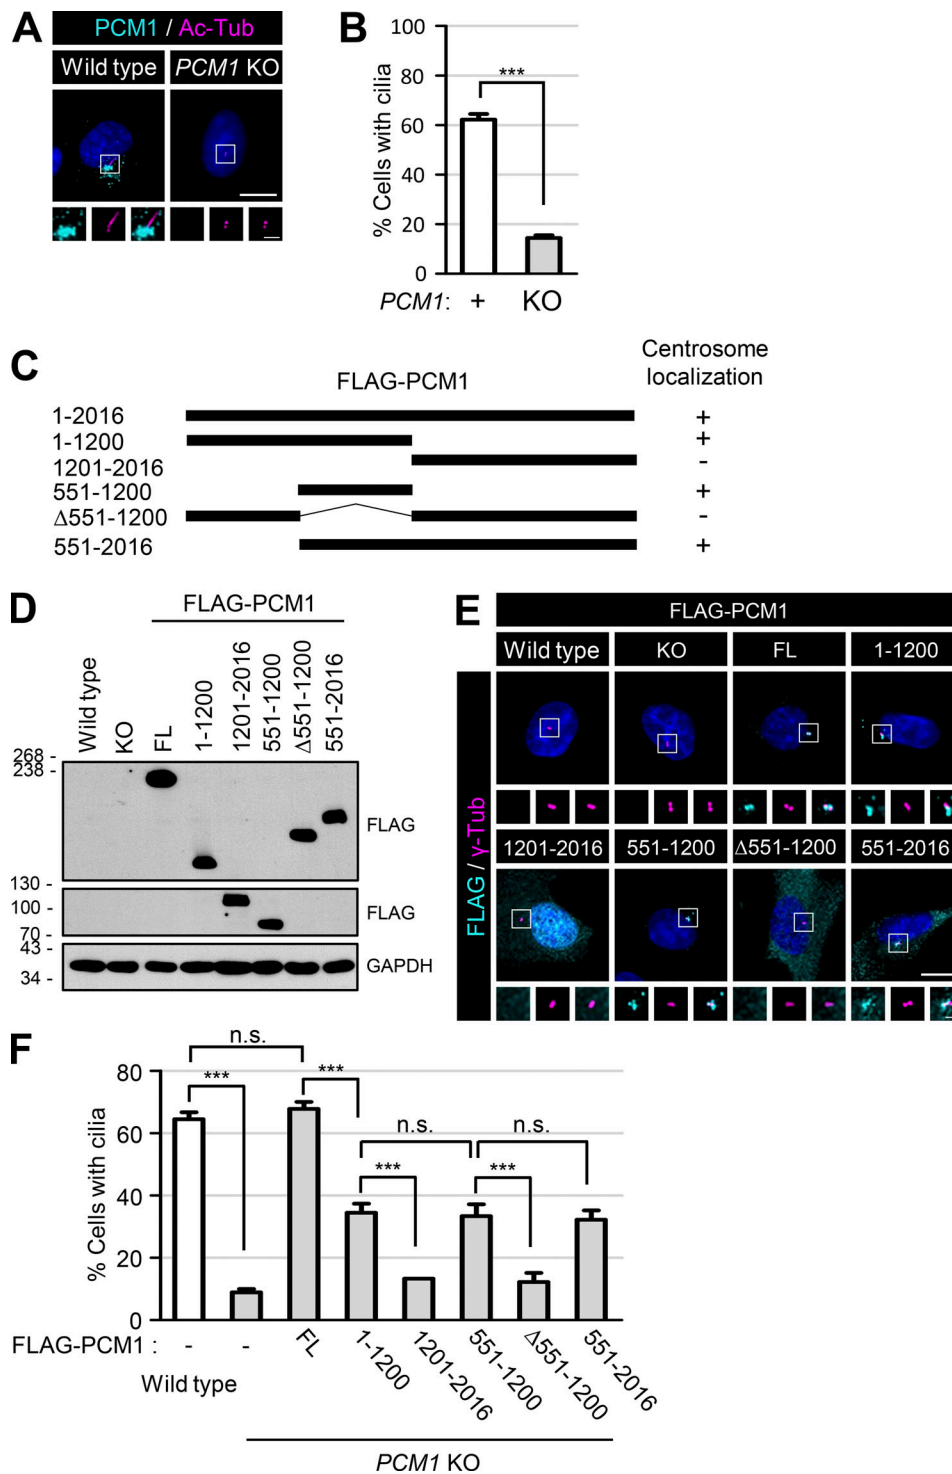 A
PCM1 / Ac-Tub
Wild type
PCM1 KO
B
100
80
60
40
20
0
% Cells with cilia
***
PCM1: + KO
C
FLAG-PCM1
Centrosome
localization
1-2016 +
1-1200 +
1201-2016 -
551-1200 +
Δ551-1200 -
551-2016 +
D
FLAG-PCM1
Wild type
KO
FL
1-1200
1201-2016
551-1200
Δ551-1200
551-2016
268 -
238 -
FLAG
130 -
100 -
70 -
FLAG
43 -
34 -
GAPDH
E
FLAG-PCM1
Wild type KO FL 1-1200
1201-2016 551-1200 Δ551-1200 551-2016
FLAG / γ-Tub
F
80
60
40
20
0
% Cells with cilia
n.s.
*** ***
n.s. n.s.
*** ***
FLAG-PCM1 : - - FL 1-1200 1201-2016 551-1200 Δ551-1200 551-2016
Wild type
PCM1 KO